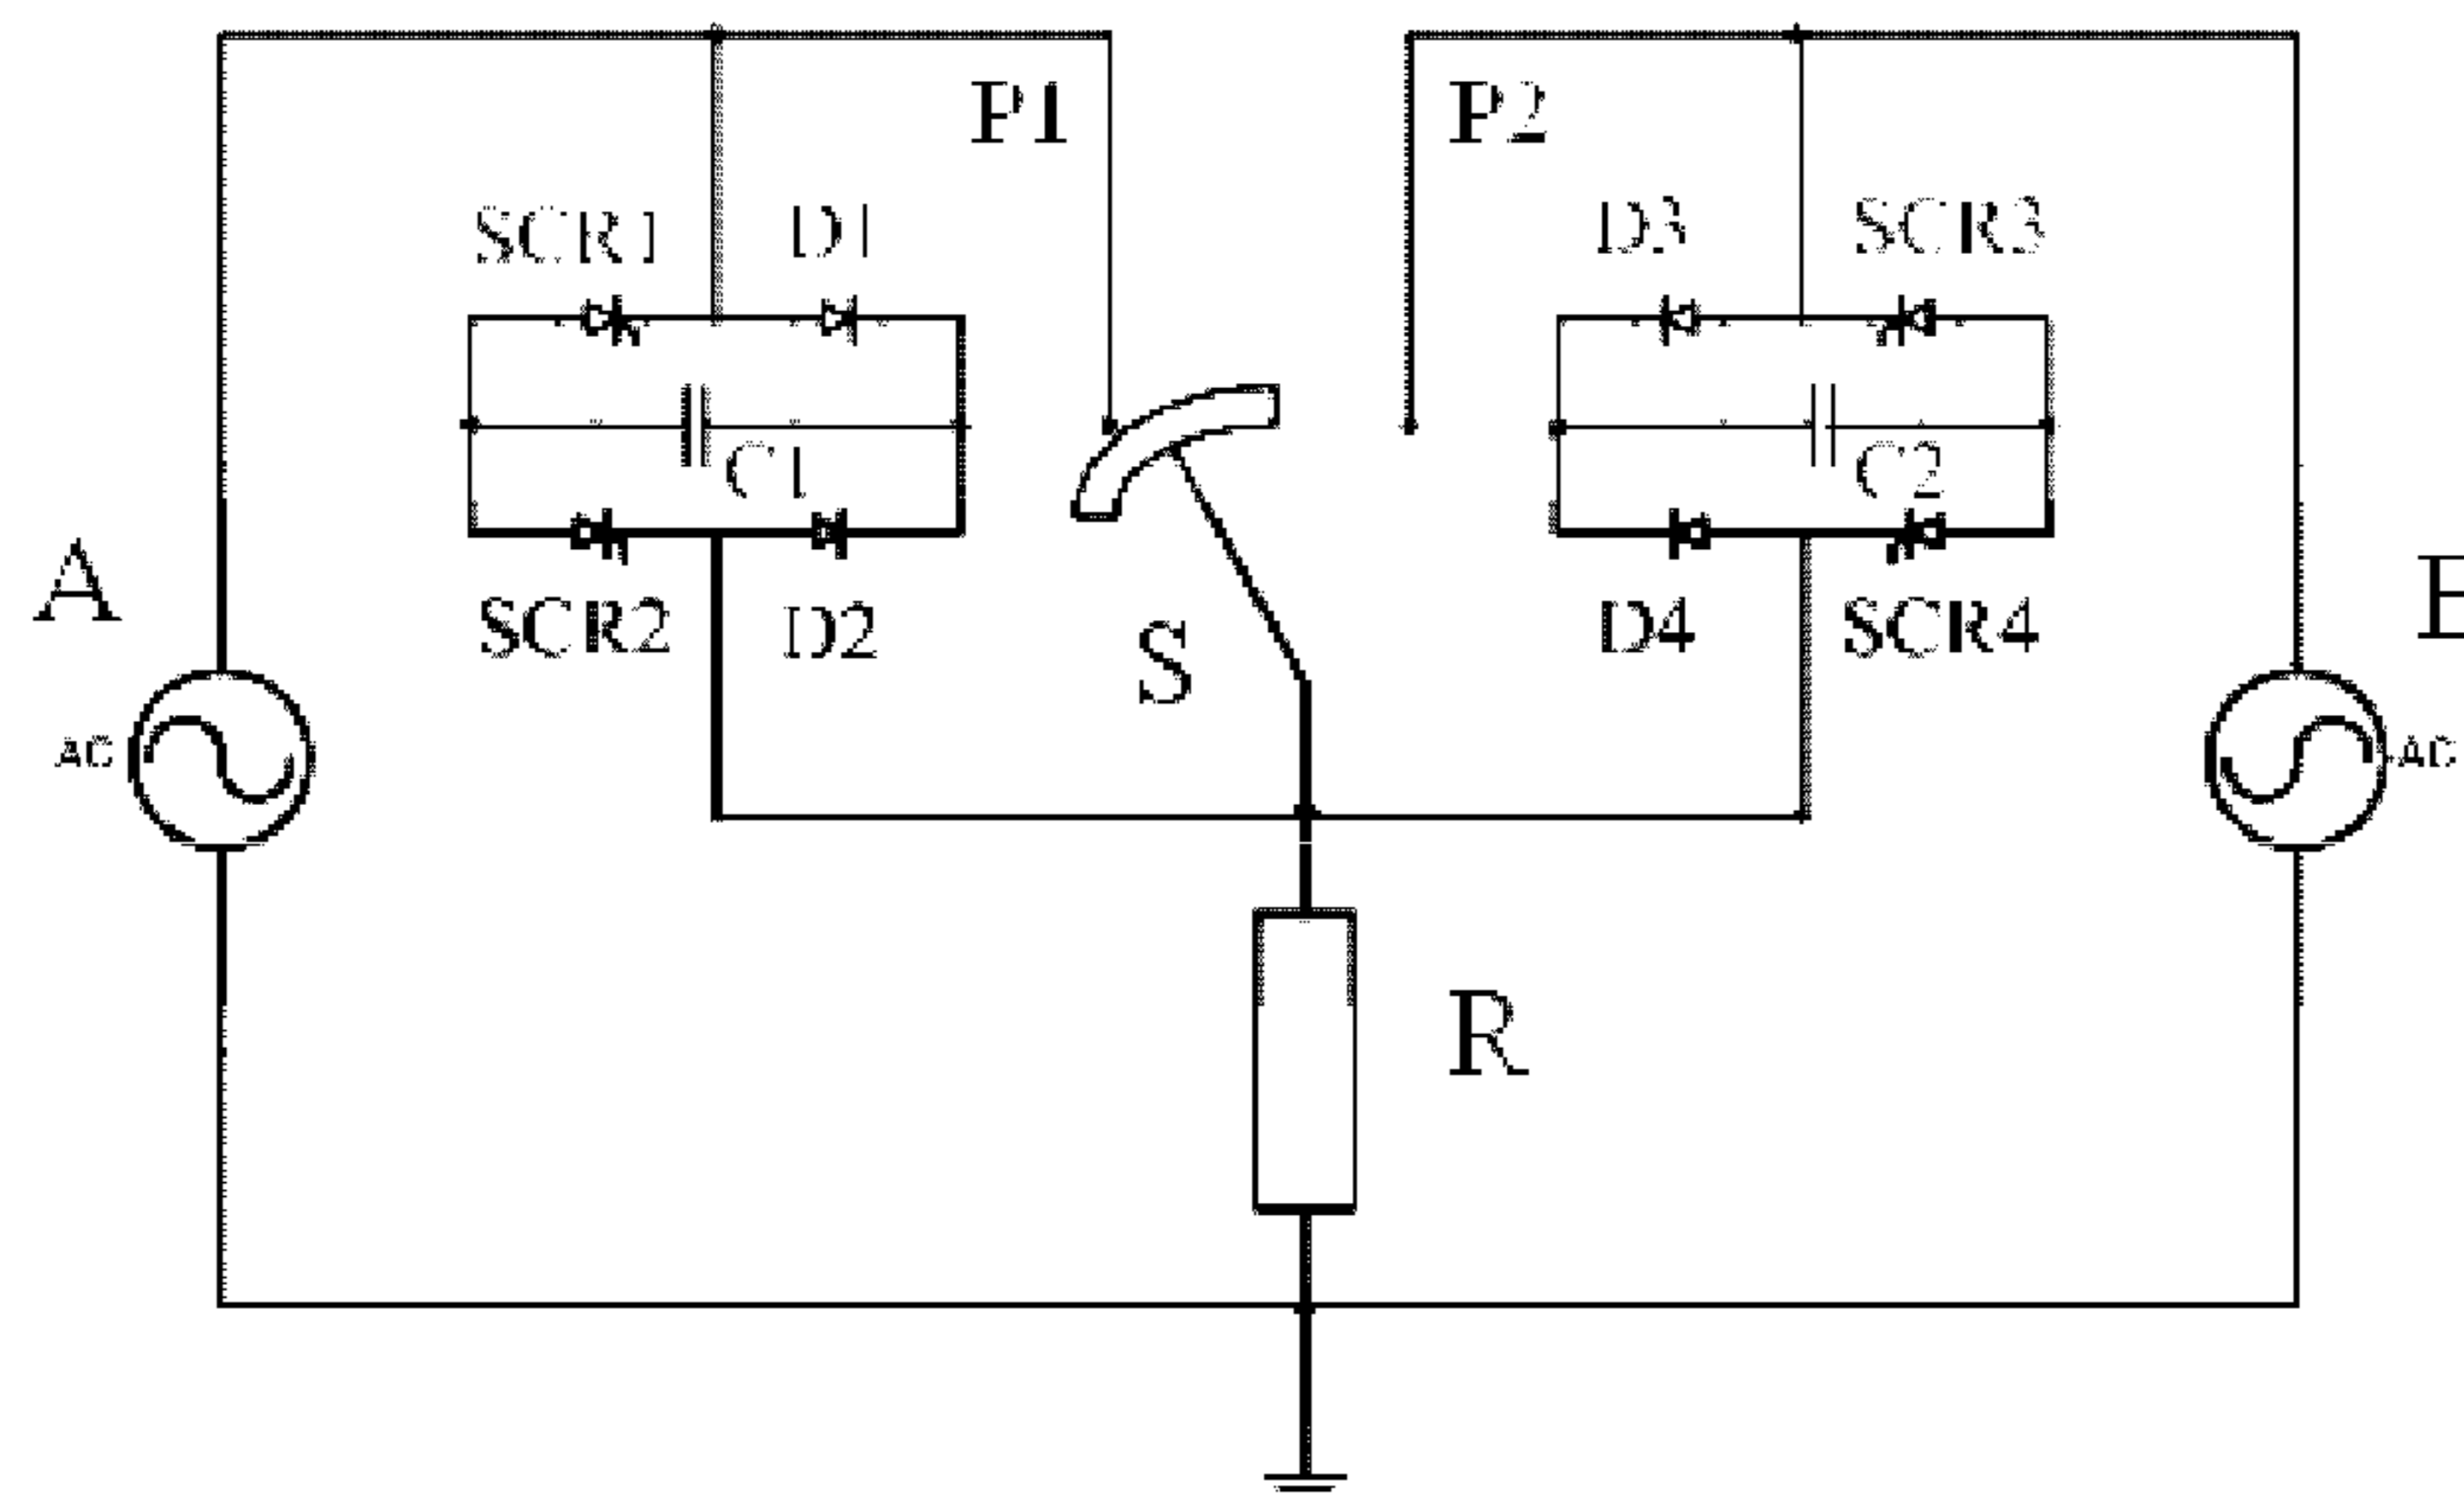 P1 P2
SCR1 D1 D3 SCR3
C1 C2
A
SCR2 D2 S D4 SCR4
AC AC
R